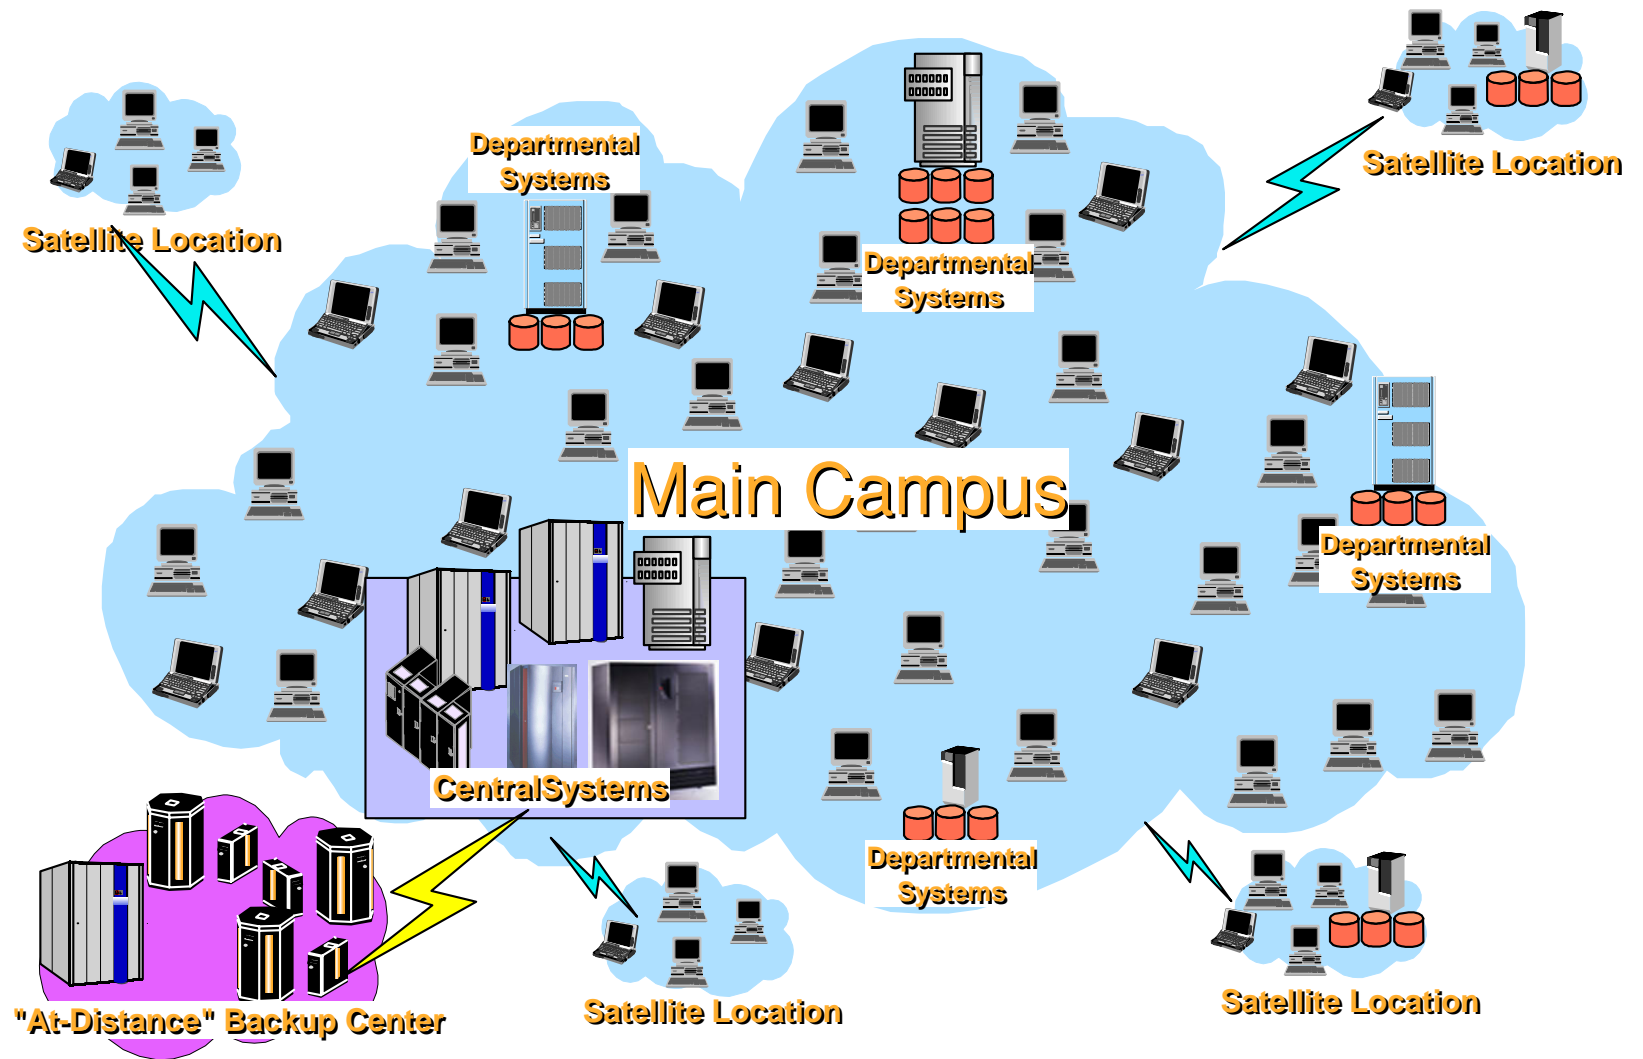 Satellite Location
Departmental
Systems
Satellite Location
Departmental
Systems
Main Campus
Departmental
Systems
CentralSystems
Departmental
Systems
"At-Distance" Backup Center
Satellite Location
Satellite Location